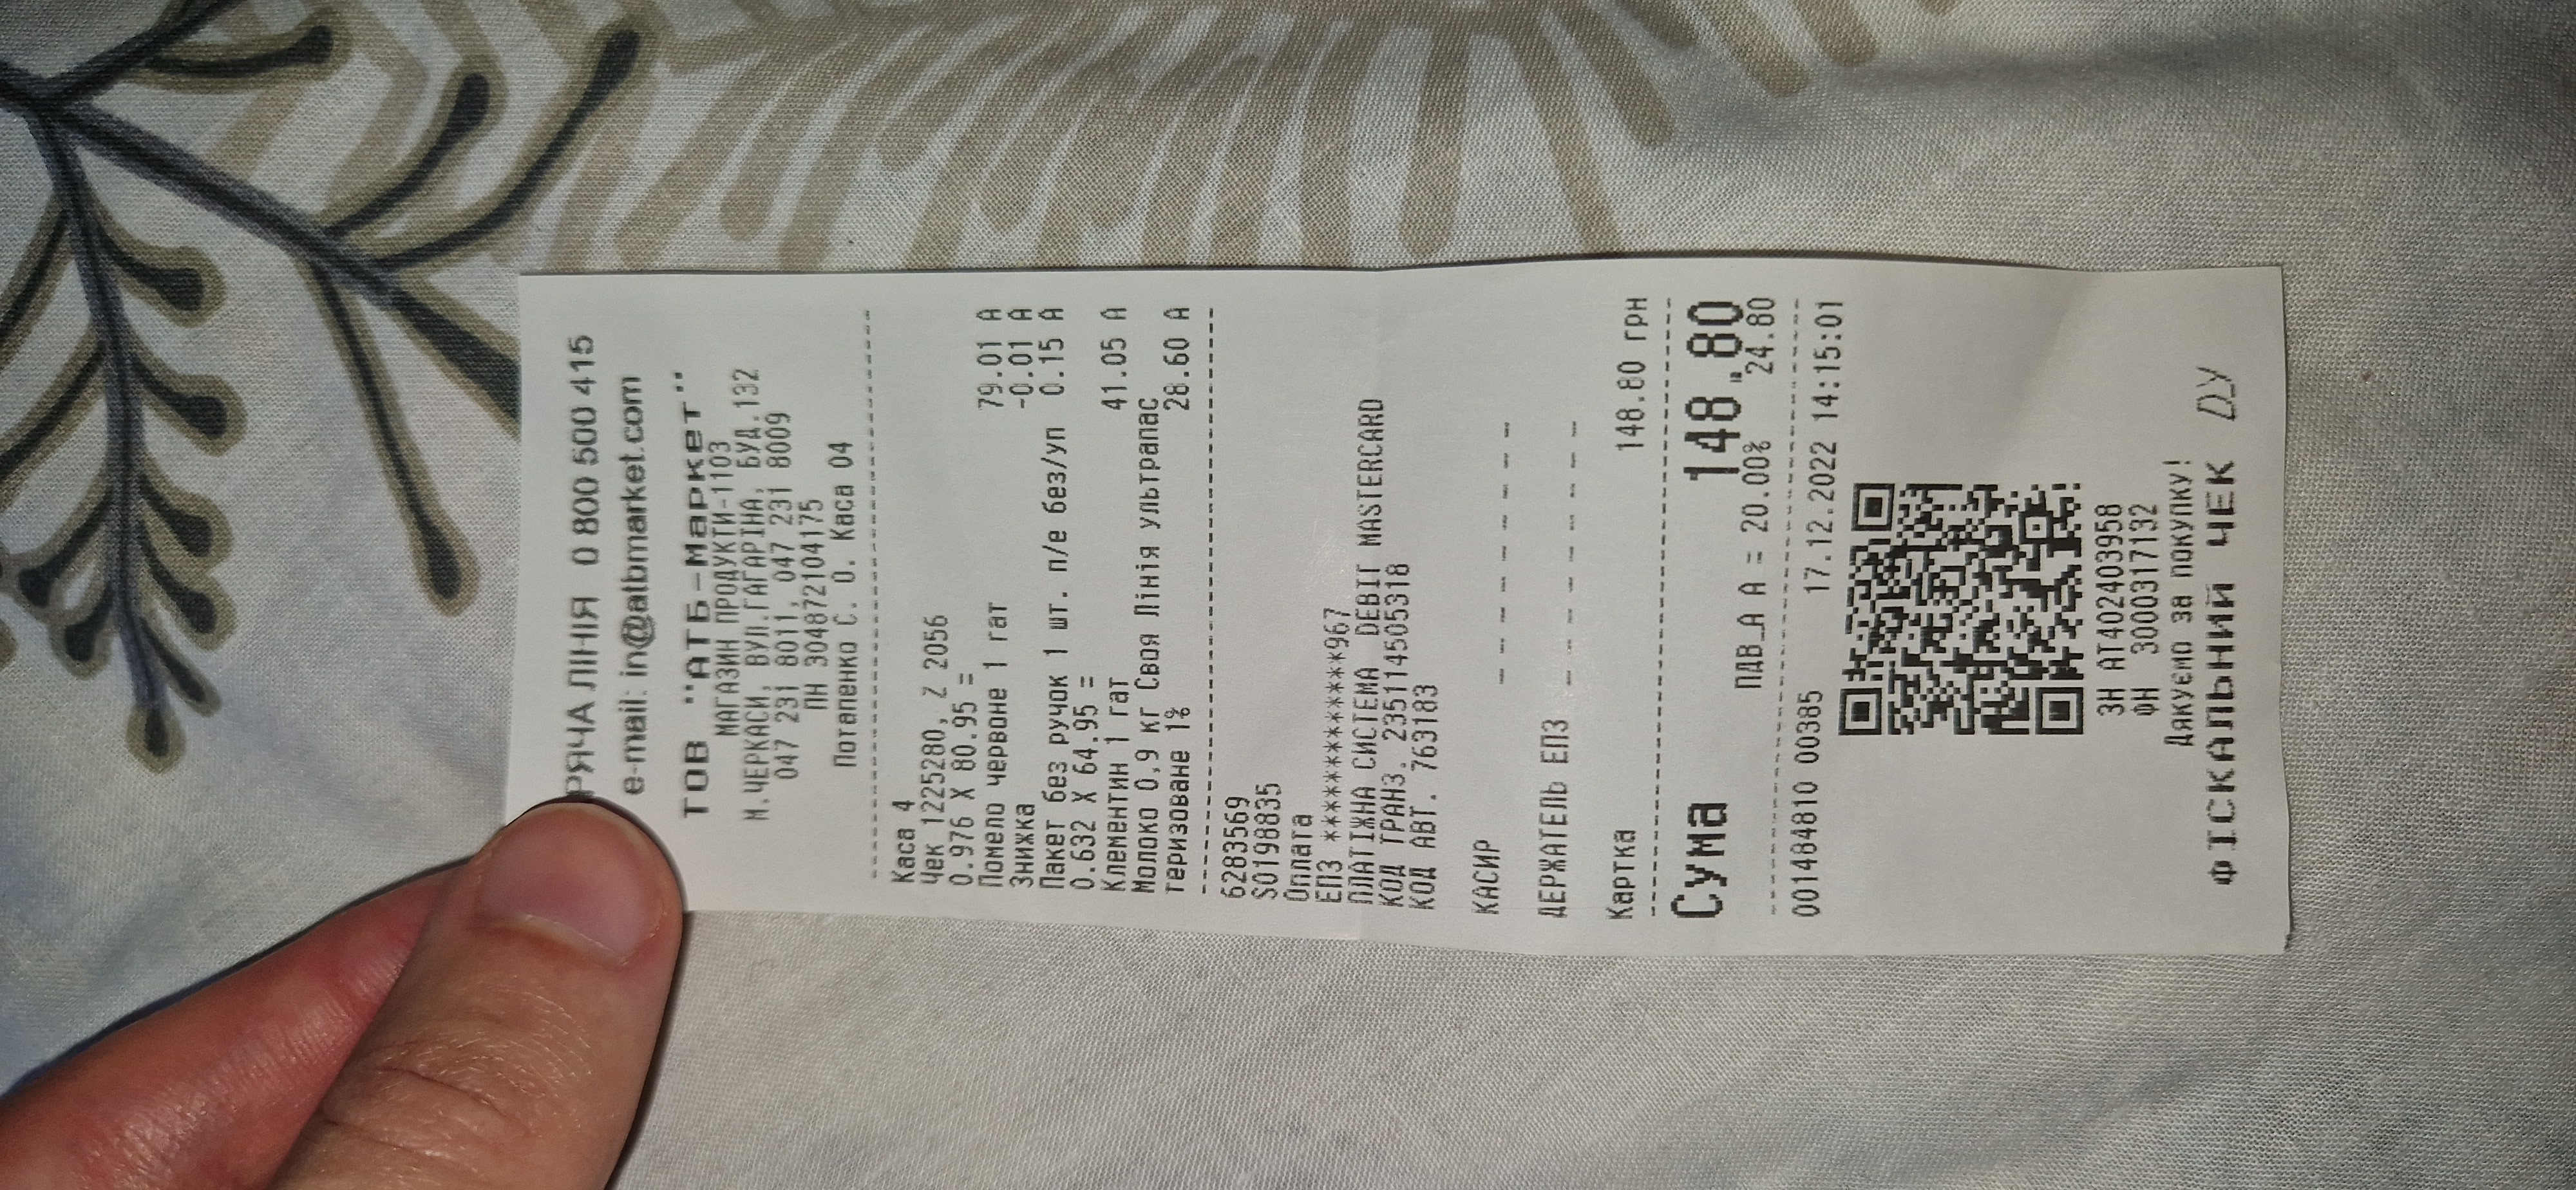 РЯЧА ЛІНІЯ 0 800 500 415
e-mail: in@atbmarket.com
ТОВ "АТБ-Маркет"
МАГАЗИН ПРОДУКТИ-1103
М.ЧЕРКАСИ, ВУЛ.ГАГАРІНА, БУД.132
047 231 8011, 047 231 8009
ПН 304872104175
Потапенко С. О. Каса 04
Каса 4
Чек 1225280, Z 2056
0.976 X 80.95 =
Помело червоне 1 гат 79.01 А
Знижка -0.01 А
Пакет без ручок 1 шт. п/е без/уп 0.15 А
0.632 X 64.95 =
Клементин 1 гат 41.05 А
Молоко 0,9 кг Своя Лінія ультрапас
теризоване 1% 28.60 А
6283569
S0198835
Оплата
ЕПЗ ************967
ПЛАТІЖНА СИСТЕМА DEBIT MASTERCARD
КОД ТРАНЗ. 235114505318
КОД АВТ. 763183
КАСИР
ДЕРЖАТЕЛЬ ЕПЗ
Картка 148.80 грн
Сума 148.80
ПДВ_А А = 20.00% 24.80
001484810 00385 17.12.2022 14:15:01
ЗН АТ402403958
ФН 3000317132
Дякуємо за покупку!
ФІСКАЛЬНИЙ ЧЕК ДУ